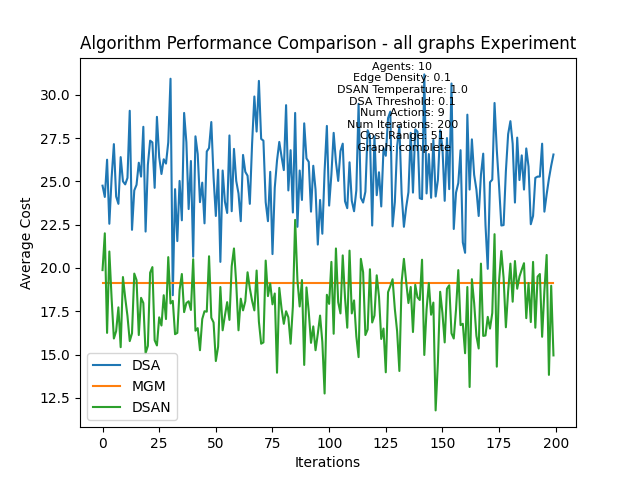 Algorithm Performance Comparison - all graphs Experiment
Agents: 10
Edge Density: 0.1
DSAN Temperature: 1.0
DSA Threshold: 0.1
Num Actions: 9
Num Iterations: 200
Cost Range: 51
Graph: complete
30.0
27.5
25.0
22.5
20.0
17.5
15.0
12.5
Average Cost
DSA
MGM
DSAN
0 25 50 75 100 125 150 175 200
Iterations